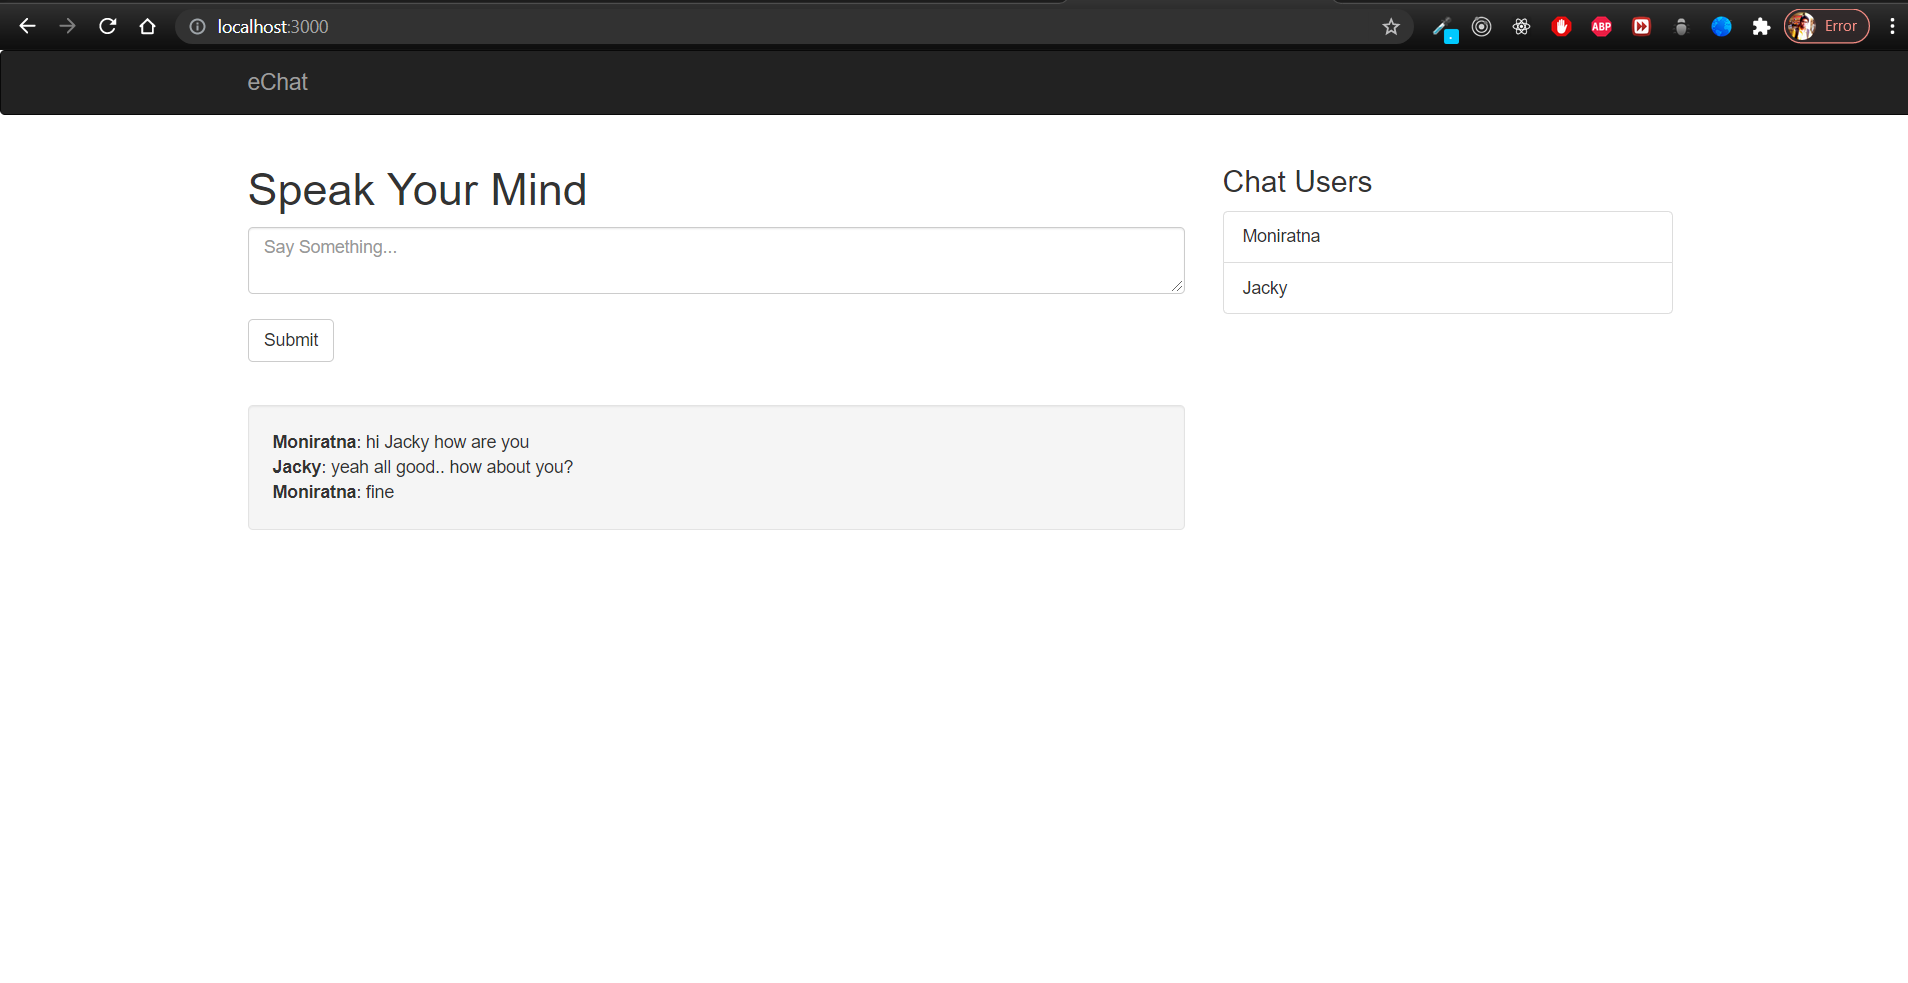 localhost:3000
ABP
Error
eChat
Speak Your Mind
Say Something...
Submit
Moniratna: hi Jacky how are you
Jacky: yeah all good.. how about you?
Moniratna: fine
Chat Users
Moniratna
Jacky